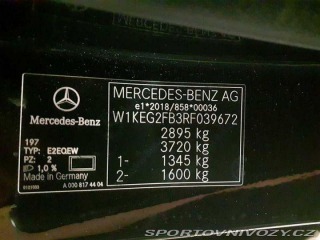 MERCEDES-BENZ AG
e1*2018/858*00036
W1KEG2FB3RF039672
2895 kg
3720 kg
1- 1345 kg
2- 1600 kg
Mercedes-Benz
197
TYP: E2EQEW
PZ: 2
1,0 %
Made in Germany
A 000 817 44 04
SPORTOVNIVOZY.CZ